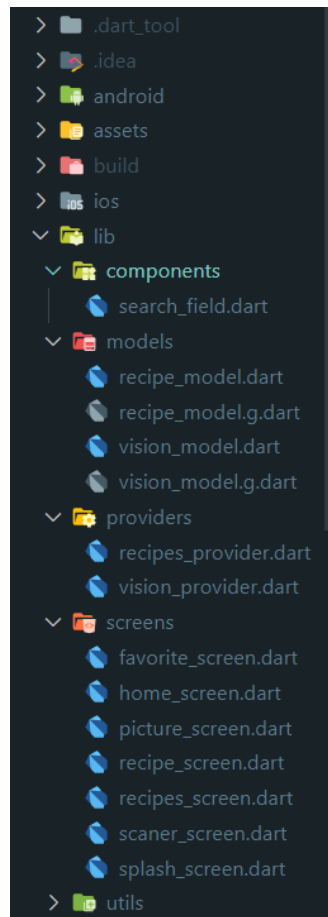 .dart_tool
.idea
android
assets
build
iOS ios
lib
components
search_field.dart
models
recipe_model.dart
recipe_model.g.dart
vision_model.dart
vision_model.g.dart
providers
recipes_provider.dart
vision_provider.dart
screens
favorite_screen.dart
home_screen.dart
picture_screen.dart
recipe_screen.dart
recipes_screen.dart
scaner_screen.dart
splash_screen.dart
utils